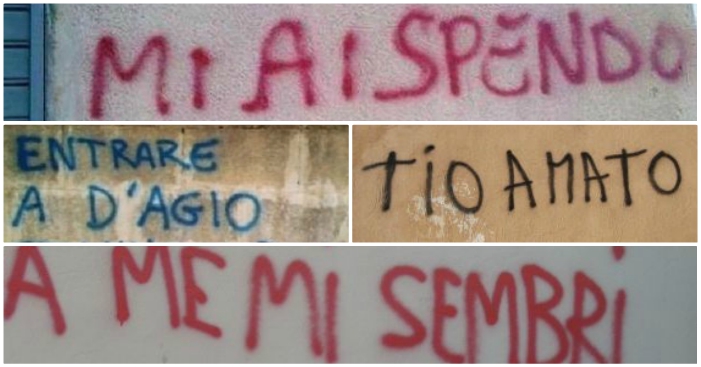 MI AI SPENDO
ENTRARE
A D'AGIO
TIO AMATO
A ME MI SEMBRI